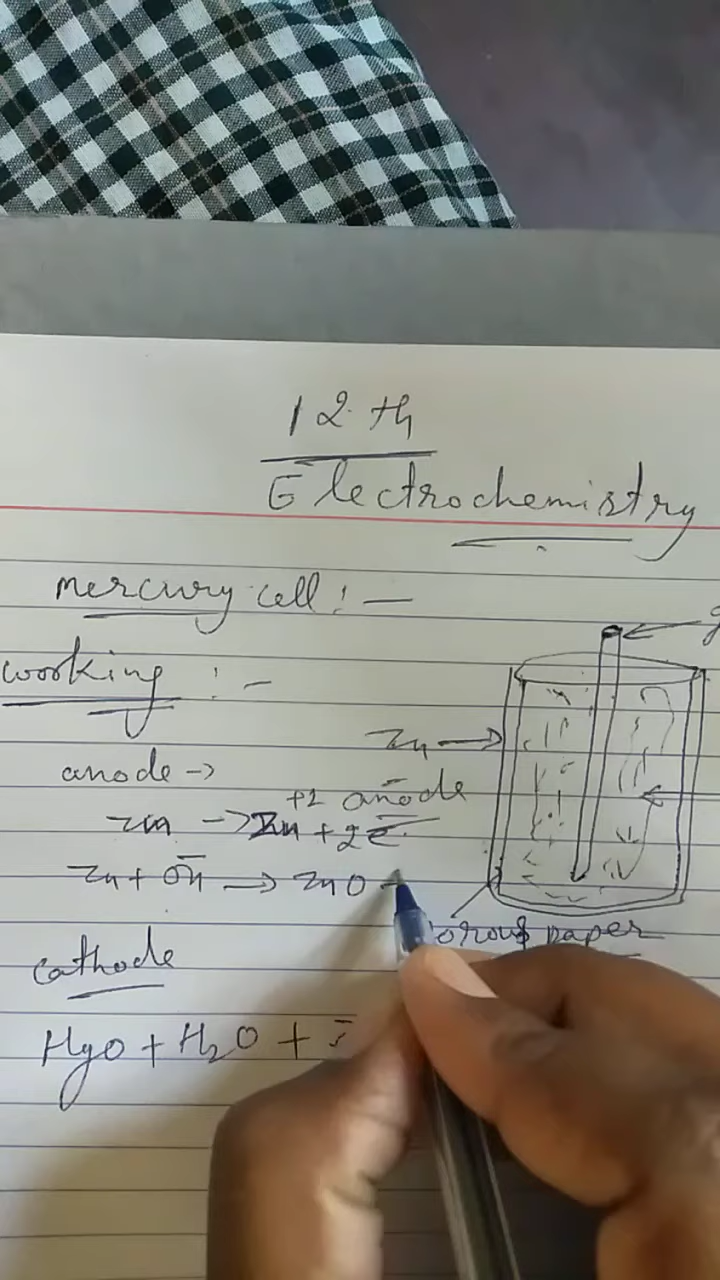 12th
Electrochemistry
mercury cell :-
working :-
Zn →
anode →
anode
Zn → Zn+2 + 2e-
Zn + OH- → ZnO
porous paper
cathode
HgO + H2O +